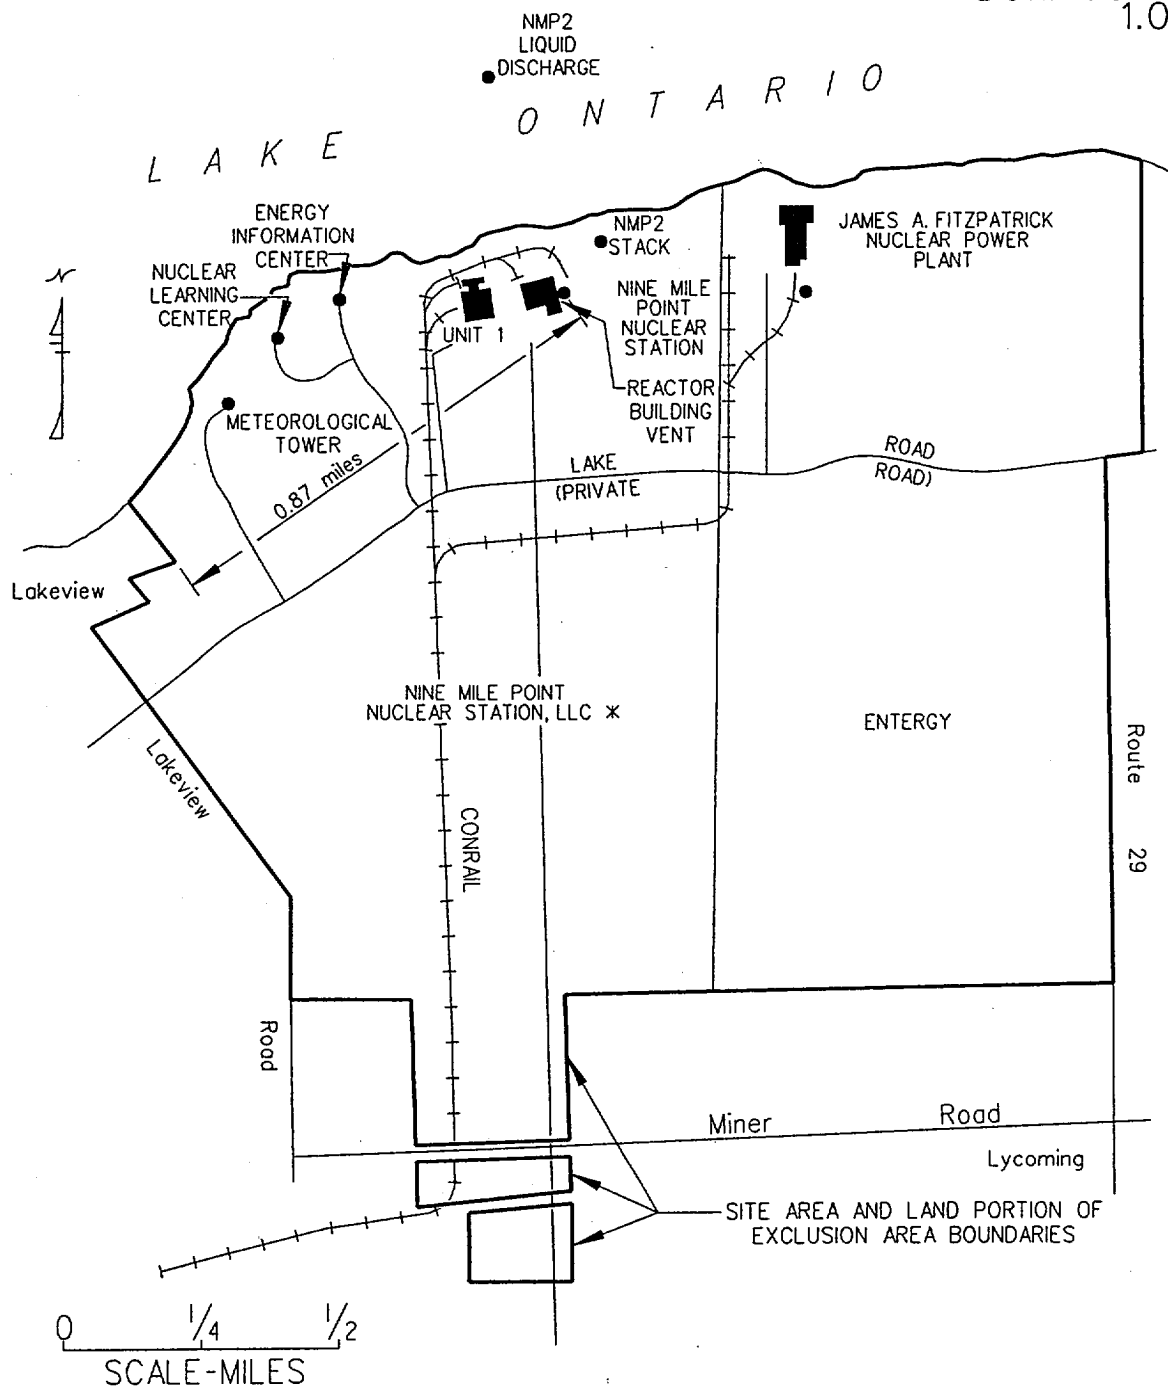 1.0
NMP2
LIQUID
DISCHARGE
LAKE ONTARIO
ENERGY
INFORMATION
CENTER
NUCLEAR
LEARNING
CENTER
N
NMP2
STACK
JAMES A. FITZPATRICK
NUCLEAR POWER
PLANT
NINE MILE
POINT
NUCLEAR
STATION
UNIT 1
REACTOR
BUILDING
VENT
METEOROLOGICAL
TOWER
0.87 miles
LAKE ROAD
(PRIVATE ROAD)
Lakeview
NINE MILE POINT
NUCLEAR STATION, LLC *
ENTERGY
Lakeview
Route 29
CONRAIL
Road
Miner Road
Lycoming
SITE AREA AND LAND PORTION OF
EXCLUSION AREA BOUNDARIES
0 1/4 1/2
SCALE-MILES